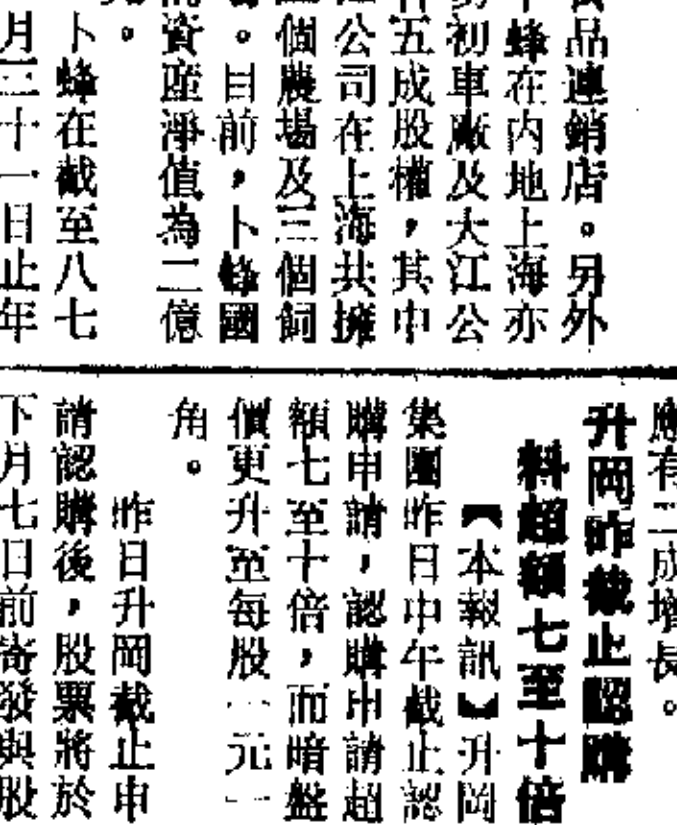 食品連銷店。另外
卜蜂在内地上海亦
初車廠及大江公
五成股權，其中
公司在上海共擁
個農場及三個飼
。目前，卜蜂國
資產淨值為二億
。
卜蜂在截至八七
月三十一日止年
應有二成增長。
升岡昨截止認購
料超額七至十倍
【本報訊】升岡
集團昨日中午截止認
購申請，認購申請超
額七至十倍，而暗盤
價更升至每股一元一
角。
昨日升岡截止申
請認購後，股票將於
下月七日前寄發與股